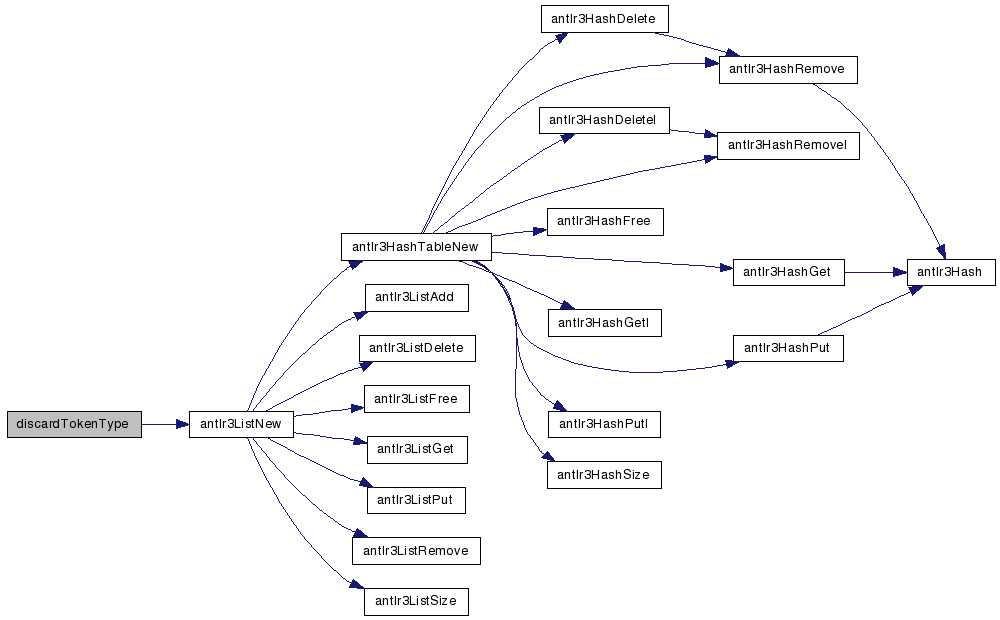 antlr3HashDelete
antlr3HashRemove
antlr3HashDeleteI
antlr3HashRemoveI
antlr3HashFree
antlr3HashTableNew
antlr3HashGet
antlr3Hash
antlr3ListAdd
antlr3HashGetI
antlr3ListDelete
antlr3HashPut
antlr3ListFree
discardTokenType
antlr3ListNew
antlr3HashPutI
antlr3ListGet
antlr3HashSize
antlr3ListPut
antlr3ListRemove
antlr3ListSize